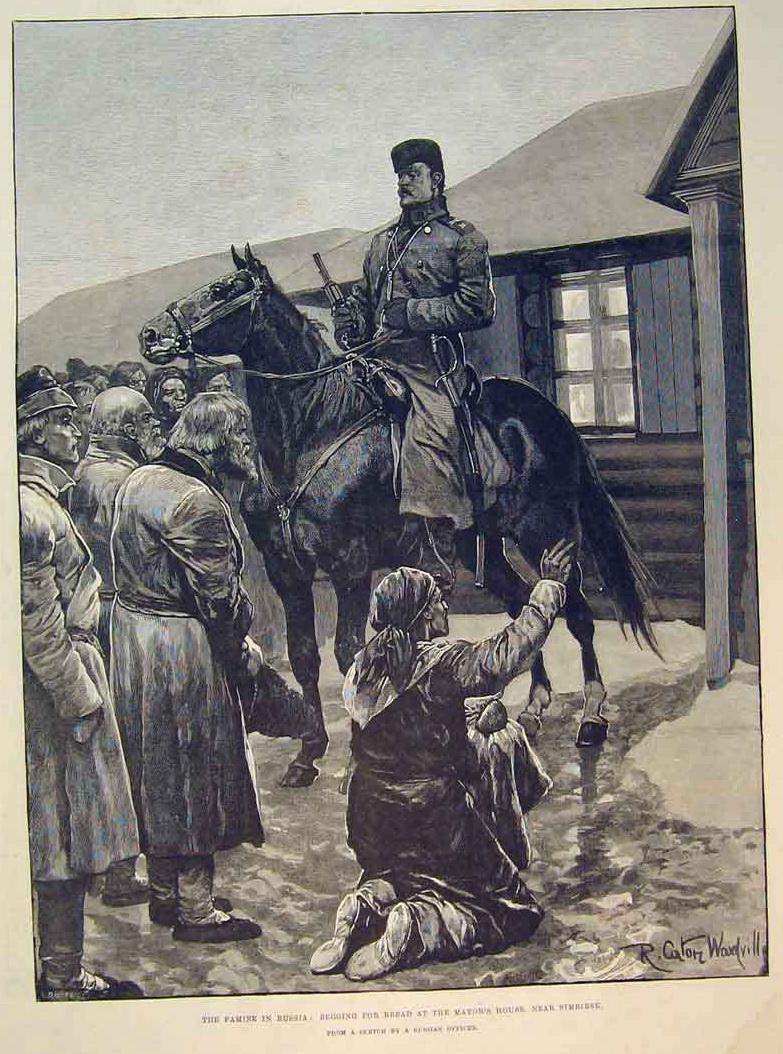 R. Caton Woodvill
THE FAMINE IN RUSSIA: BEGGING FOR BREAD AT THE MAYOR'S HOUSE, NEAR SIMBIRSK.
FROM A SKETCH BY A RUSSIAN OFFICER.